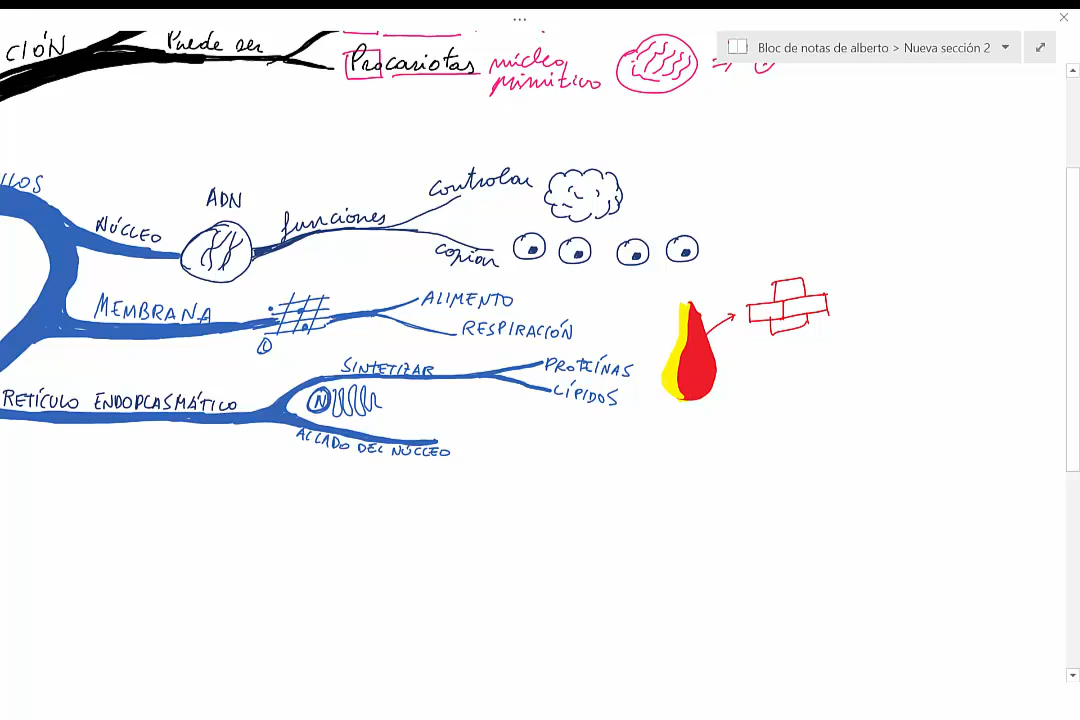 ...
CIÓN
Puede ser
Procariotas
núcleo
primitivo
Bloc de notas de alberto > Nueva sección 2
NÚCLEO
ADN
funciones
controlar
copiar
MEMBRANA
ALIMENTO
RESPIRACIÓN
RETÍCULO ENDOPLASMÁTICO
SINTETIZAR
PROTEÍNAS
LÍPIDOS
N
AL LADO DEL NÚCLEO